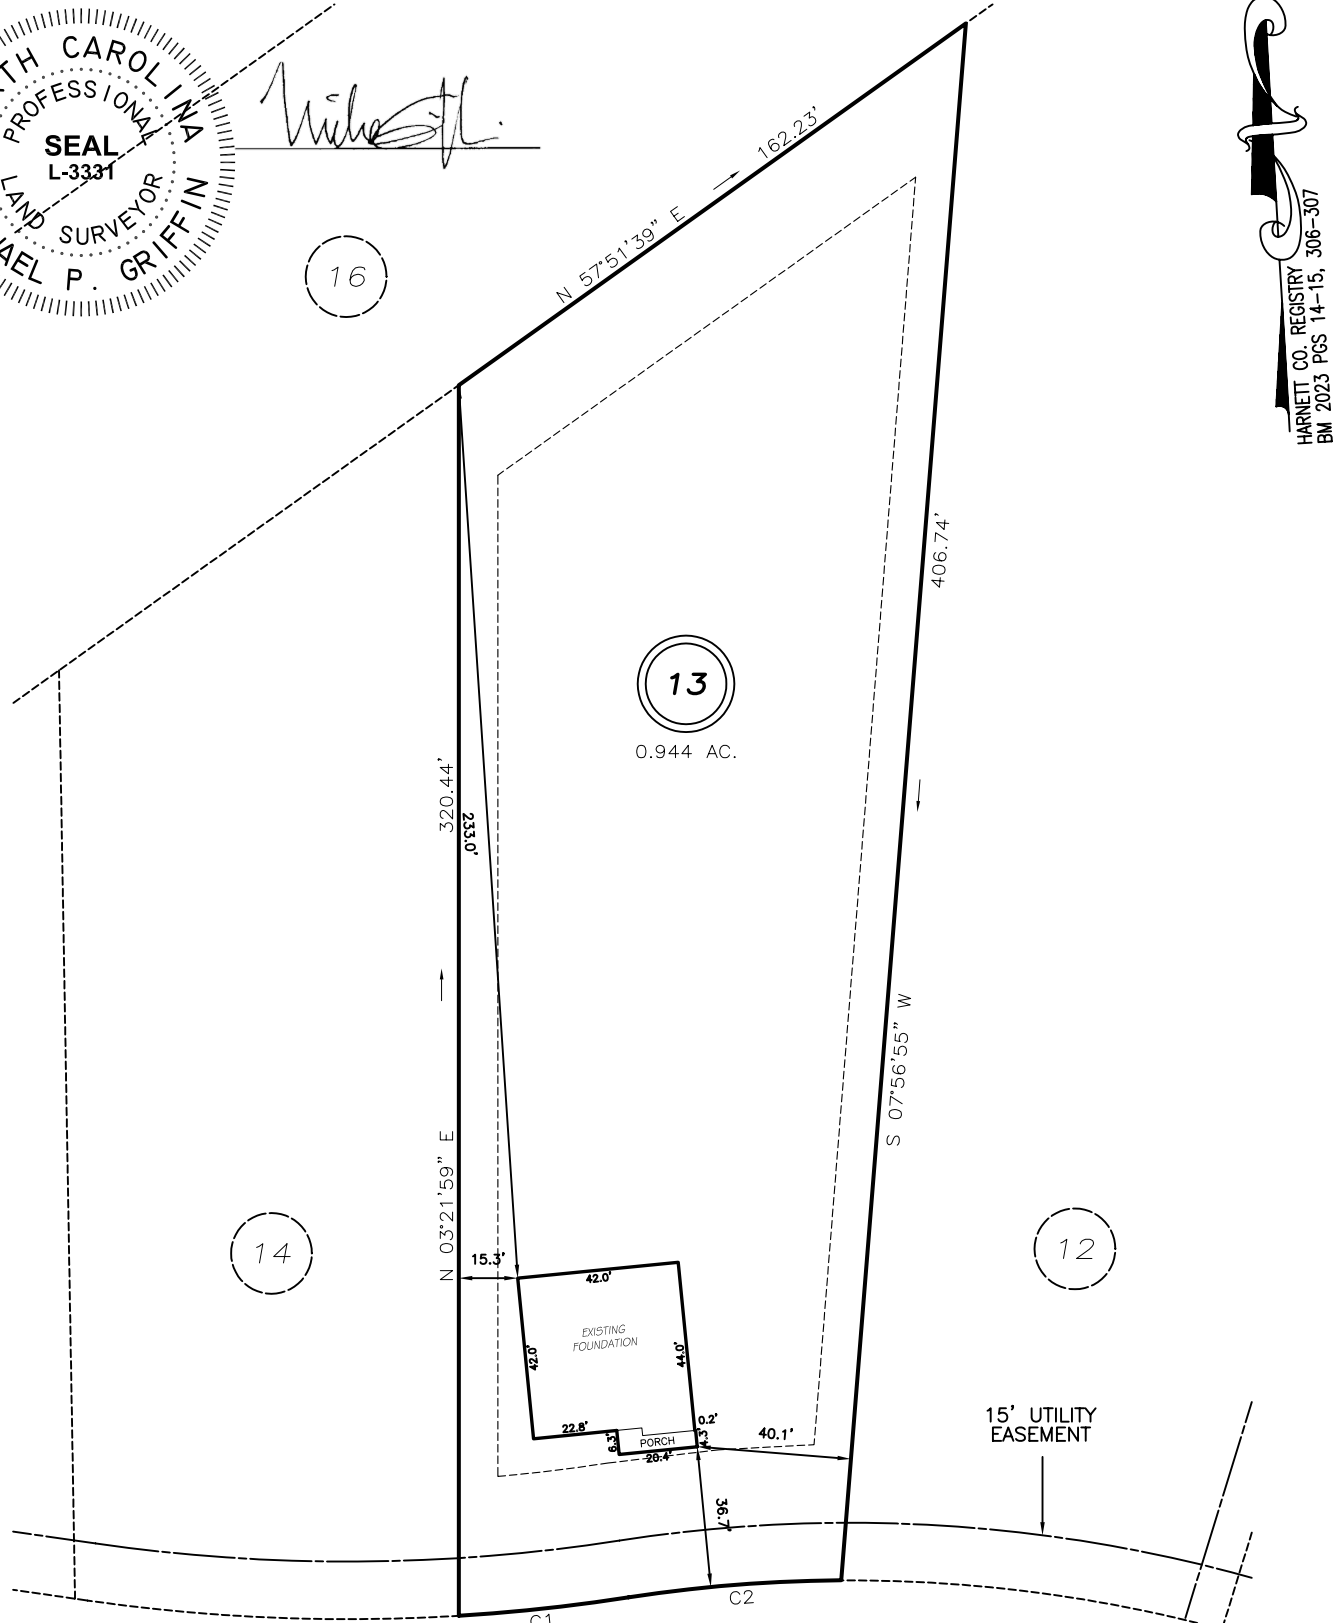 TH CAROLINA
PROFESSIONAL
SEAL
L-3331
LAND SURVEYOR
AEL P. GRIFFIN
16
N 57°51'39" E
162.23'
HARNETT CO. REGISTRY
BM 2023 PGS 14-15, 306-307
406.74'
13
0.944 AC.
320.44'
233.0'
S 07°56'55" W
N 03°21'59" E
14
12
15.3'
42.0'
EXISTING
FOUNDATION
42.0'
44.0'
22.8'
6.3'
PORCH
0.2'
4.3'
20.4'
40.1'
36.7'
15' UTILITY
EASEMENT
C1
C2